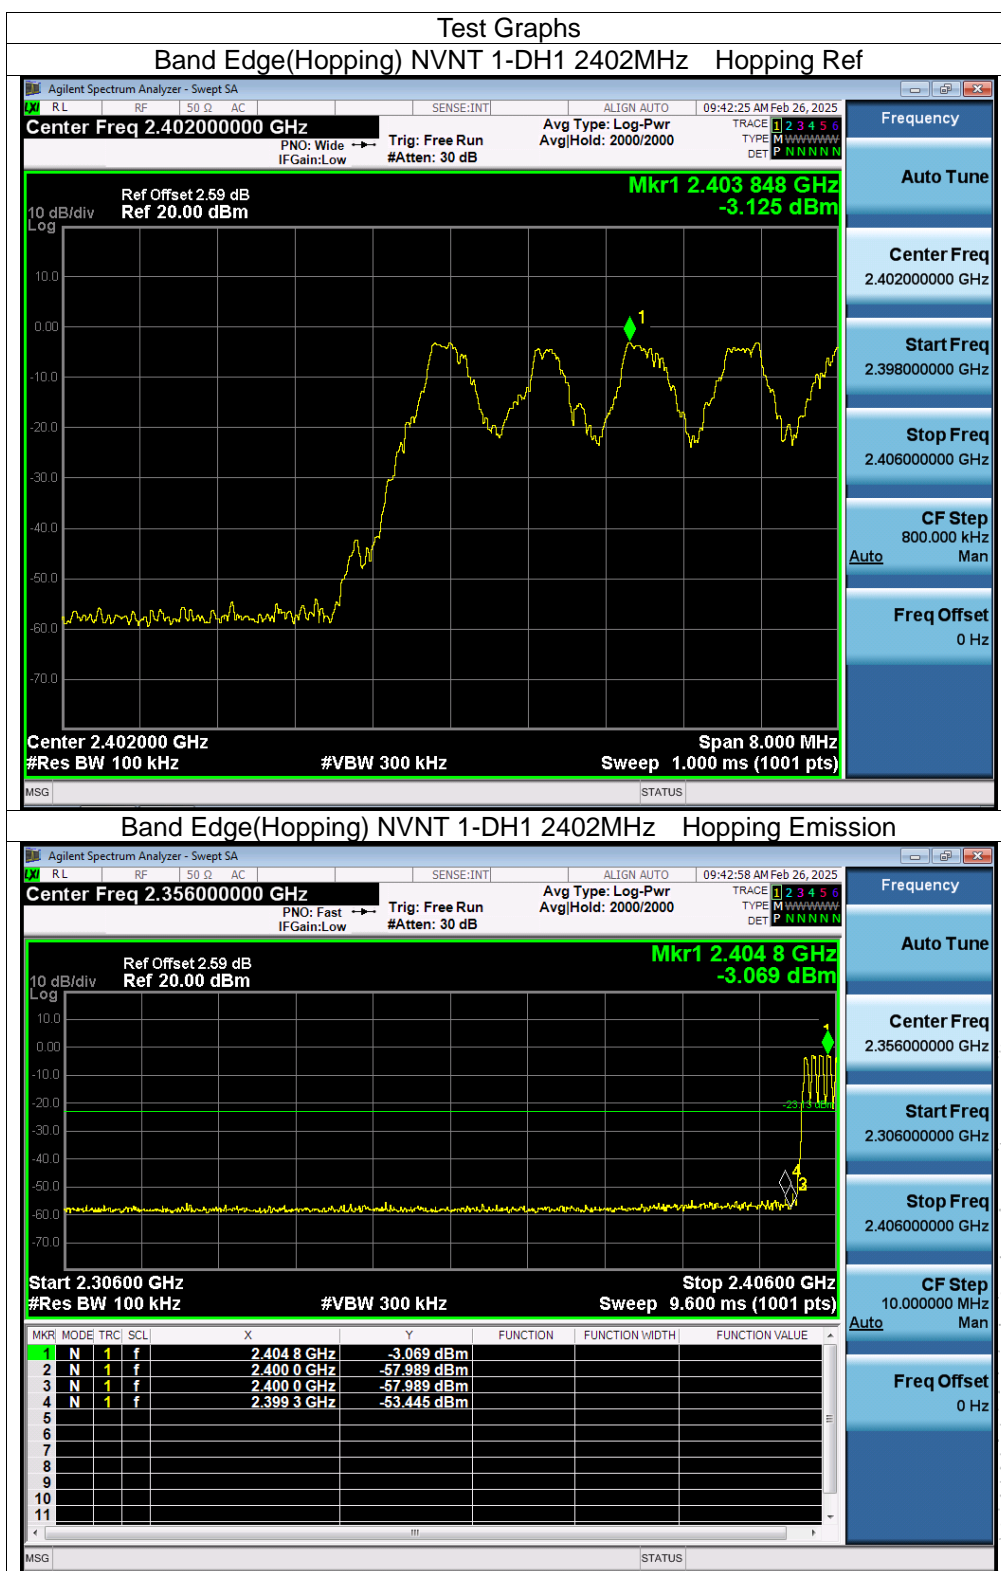 Test Graphs
Band Edge(Hopping) NVNT 1-DH1 2402MHz Hopping Ref
Agilent Spectrum Analyzer - Swept SA
LXI RL RF 50 Ω AC SENSE:INT ALIGN AUTO 09:42:25 AM Feb 26, 2025
Center Freq 2.402000000 GHz
PNO: Wide
IFGain:Low
Trig: Free Run
#Atten: 30 dB
Avg Type: Log-Pwr
Avg|Hold: 2000/2000
TRACE 1 2 3 4 5 6
TYPE M WWWWW
DET P N N N N N
Mkr1 2.403 848 GHz
-3.125 dBm
Ref Offset 2.59 dB
10 dB/div Ref 20.00 dBm
Log
10.0
0.00
-10.0
-20.0
-30.0
-40.0
-50.0
-60.0
-70.0
1
Center 2.402000 GHz Span 8.000 MHz
#Res BW 100 kHz #VBW 300 kHz Sweep 1.000 ms (1001 pts)
MSG STATUS
Frequency
Auto Tune
Center Freq
2.402000000 GHz
Start Freq
2.398000000 GHz
Stop Freq
2.406000000 GHz
CF Step
800.000 kHz
Auto Man
Freq Offset
0 Hz
Band Edge(Hopping) NVNT 1-DH1 2402MHz Hopping Emission
Agilent Spectrum Analyzer - Swept SA
LXI RL RF 50 Ω AC SENSE:INT ALIGN AUTO 09:42:58 AM Feb 26, 2025
Center Freq 2.356000000 GHz
PNO: Fast
IFGain:Low
Trig: Free Run
#Atten: 30 dB
Avg Type: Log-Pwr
Avg|Hold: 2000/2000
TRACE 1 2 3 4 5 6
TYPE M WWWWW
DET P N N N N N
Mkr1 2.404 8 GHz
-3.069 dBm
Ref Offset 2.59 dB
10 dB/div Ref 20.00 dBm
Log
10.0
0.00
-10.0
-20.0
-30.0
-40.0
-50.0
-60.0
-70.0
1
-23.13 dBm
4
3
Start 2.30600 GHz Stop 2.40600 GHz
#Res BW 100 kHz #VBW 300 kHz Sweep 9.600 ms (1001 pts)
MKR MODE TRC SCL X Y FUNCTION FUNCTION WIDTH FUNCTION VALUE
1 N 1 f 2.404 8 GHz -3.069 dBm
2 N 1 f 2.400 0 GHz -57.989 dBm
3 N 1 f 2.400 0 GHz -57.989 dBm
4 N 1 f 2.399 3 GHz -53.445 dBm
5
6
7
8
9
10
11
MSG STATUS
Frequency
Auto Tune
Center Freq
2.356000000 GHz
Start Freq
2.306000000 GHz
Stop Freq
2.406000000 GHz
CF Step
10.000000 MHz
Auto Man
Freq Offset
0 Hz